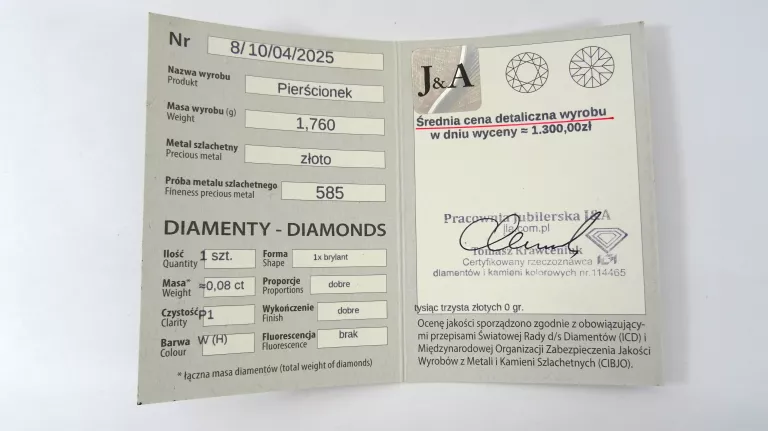 Nr 8/10/04/2025
Nazwa wyrobu
Produkt
Pierścionek
Masa wyrobu (g)
Weight
1,760
Metal szlachetny
Precious metal
złoto
Próba metalu szlachetnego
Fineness precious metal
585
DIAMENTY - DIAMONDS
Ilość
Quantity
1 szt.
Forma
Shape
1x brylant
Masa*
Weight
≈0,08 ct
Proporcje
Proportions
dobre
Czystość
Clarity
P1
Wykończenie
Finish
dobre
Barwa
Colour
W (H)
Fluorescencja
Fluorescence
brak
* łączna masa diamentów (total weight of diamonds)
J&A
Średnia cena detaliczna wyrobu
w dniu wyceny ≈ 1.300,00zł
Pracownia Jubilerska J&A
jla.com.pl
Tomasz Krawczeniuk
Certyfikowany rzeczoznawca
diamentów i kamieni kolorowych nr.114465
tysiąc trzysta złotych 0 gr.
Ocenę jakości sporządzono zgodnie z obowiązujący-
mi przepisami Światowej Rady d/s Diamentów (ICD) i
Międzynarodowej Organizacji Zabezpieczenia Jakości
Wyrobów z Metali i Kamieni Szlachetnych (CIBJO).